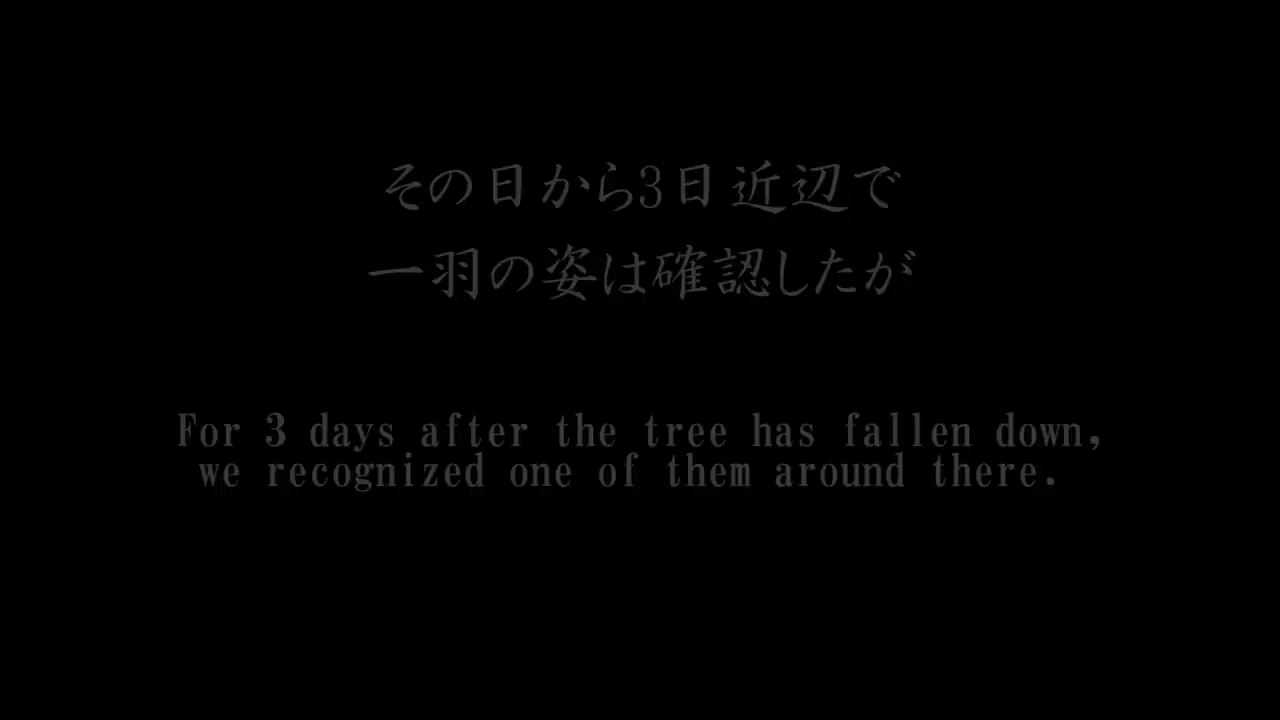 その日から3日近辺で
一羽の姿は確認したが
For 3 days after the tree has fallen down,
we recognized one of them around there.